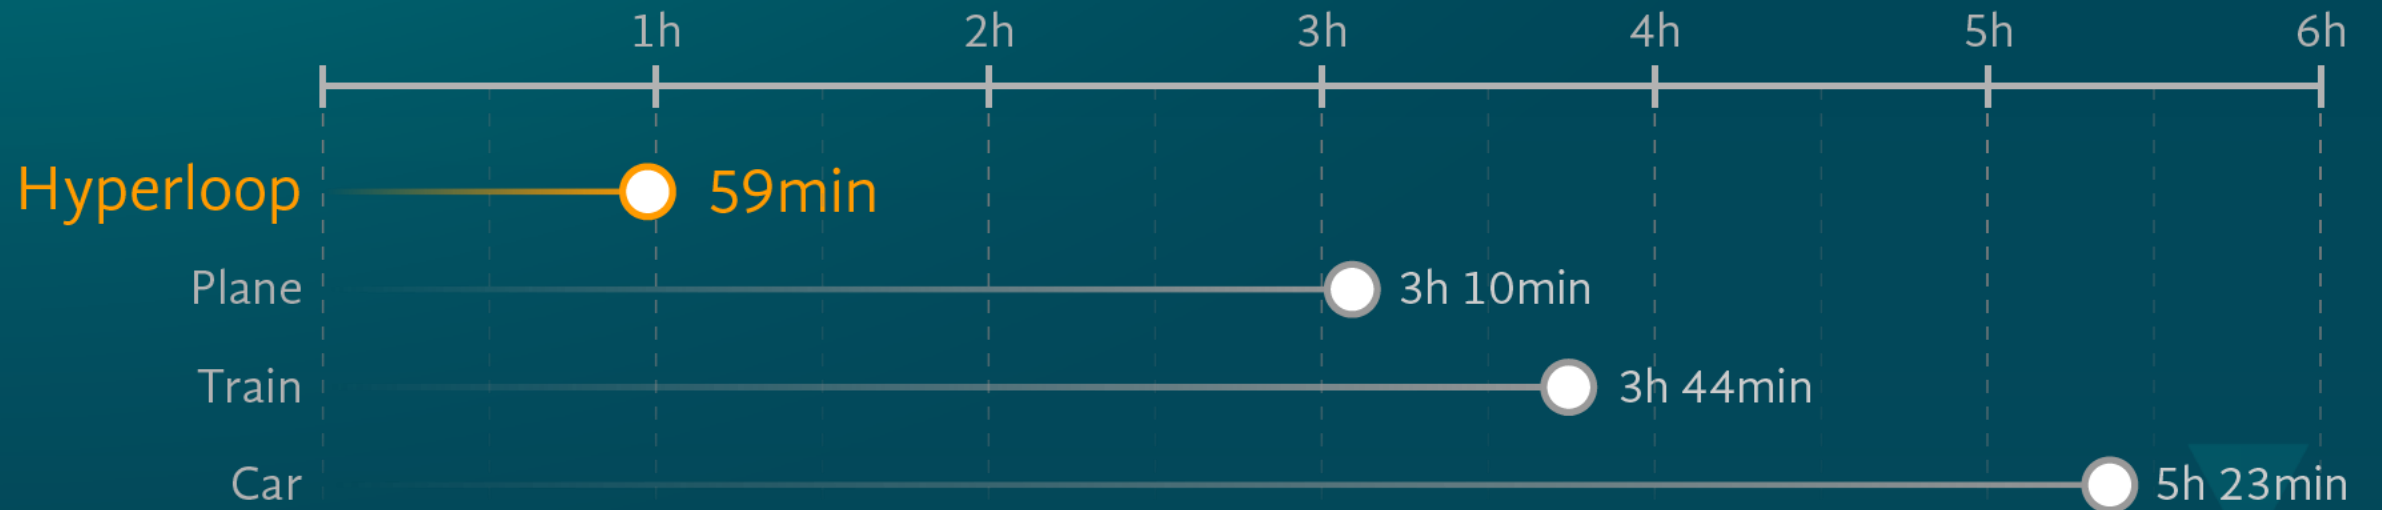 1h 2h 3h 4h 5h 6h
Hyperloop 59min
Plane 3h 10min
Train 3h 44min
Car 5h 23min